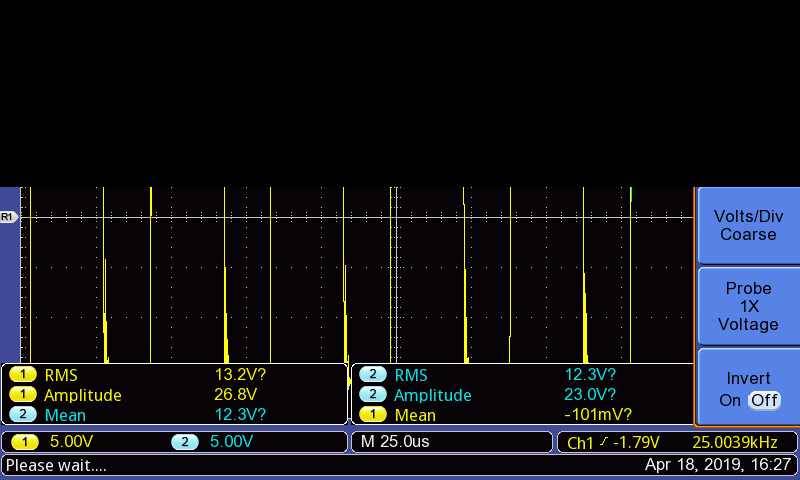 R1
Volts/Div
Coarse
Probe
1X
Voltage
Invert
On Off
1 RMS 13.2V?
1 Amplitude 26.8V
2 Mean 12.3V?
2 RMS 12.3V?
2 Amplitude 23.0V?
1 Mean -101mV?
1 5.00V 2 5.00V M 25.0us Ch1 -1.79V 25.0039kHz
Please wait.... Apr 18, 2019, 16:27